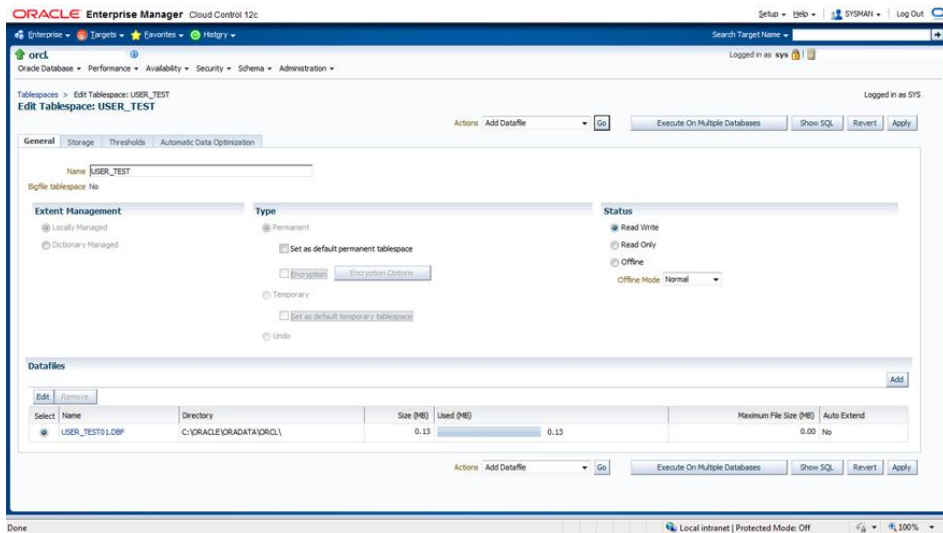 ORACLE Enterprise Manager Cloud Control 12c
Setup Help SYSMAN Log Out
Enterprise Targets Favorites History Search Target Name
orcl. Logged in as sys
Oracle Database Performance Availability Security Schema Administration
Tablespaces > Edit Tablespace: USER_TEST Logged in as SYS
Edit Tablespace: USER_TEST
Actions Add Datafile Go Execute On Multiple Databases Show SQL Revert Apply
General Storage Thresholds Automatic Data Optimization
Name USER_TEST
Bigfile tablespace No
Extent Management Type Status
Locally Managed Permanent Read Write
Dictionary Managed Set as default permanent tablespace Read Only
Encryption Encryption Options Offline
Offline Mode Normal
Temporary
Set as default temporary tablespace
Undo
Datafiles
Add
Edit Remove
Select Name Directory Size (MB) Used (MB) Maximum File Size (MB) Auto Extend
USER_TEST01.DBF C:\ORACLE\ORADATA\ORCL\ 0.13 0.13 0.00 No
Actions Add Datafile Go Execute On Multiple Databases Show SQL Revert Apply
Done Local intranet | Protected Mode: Off 100%